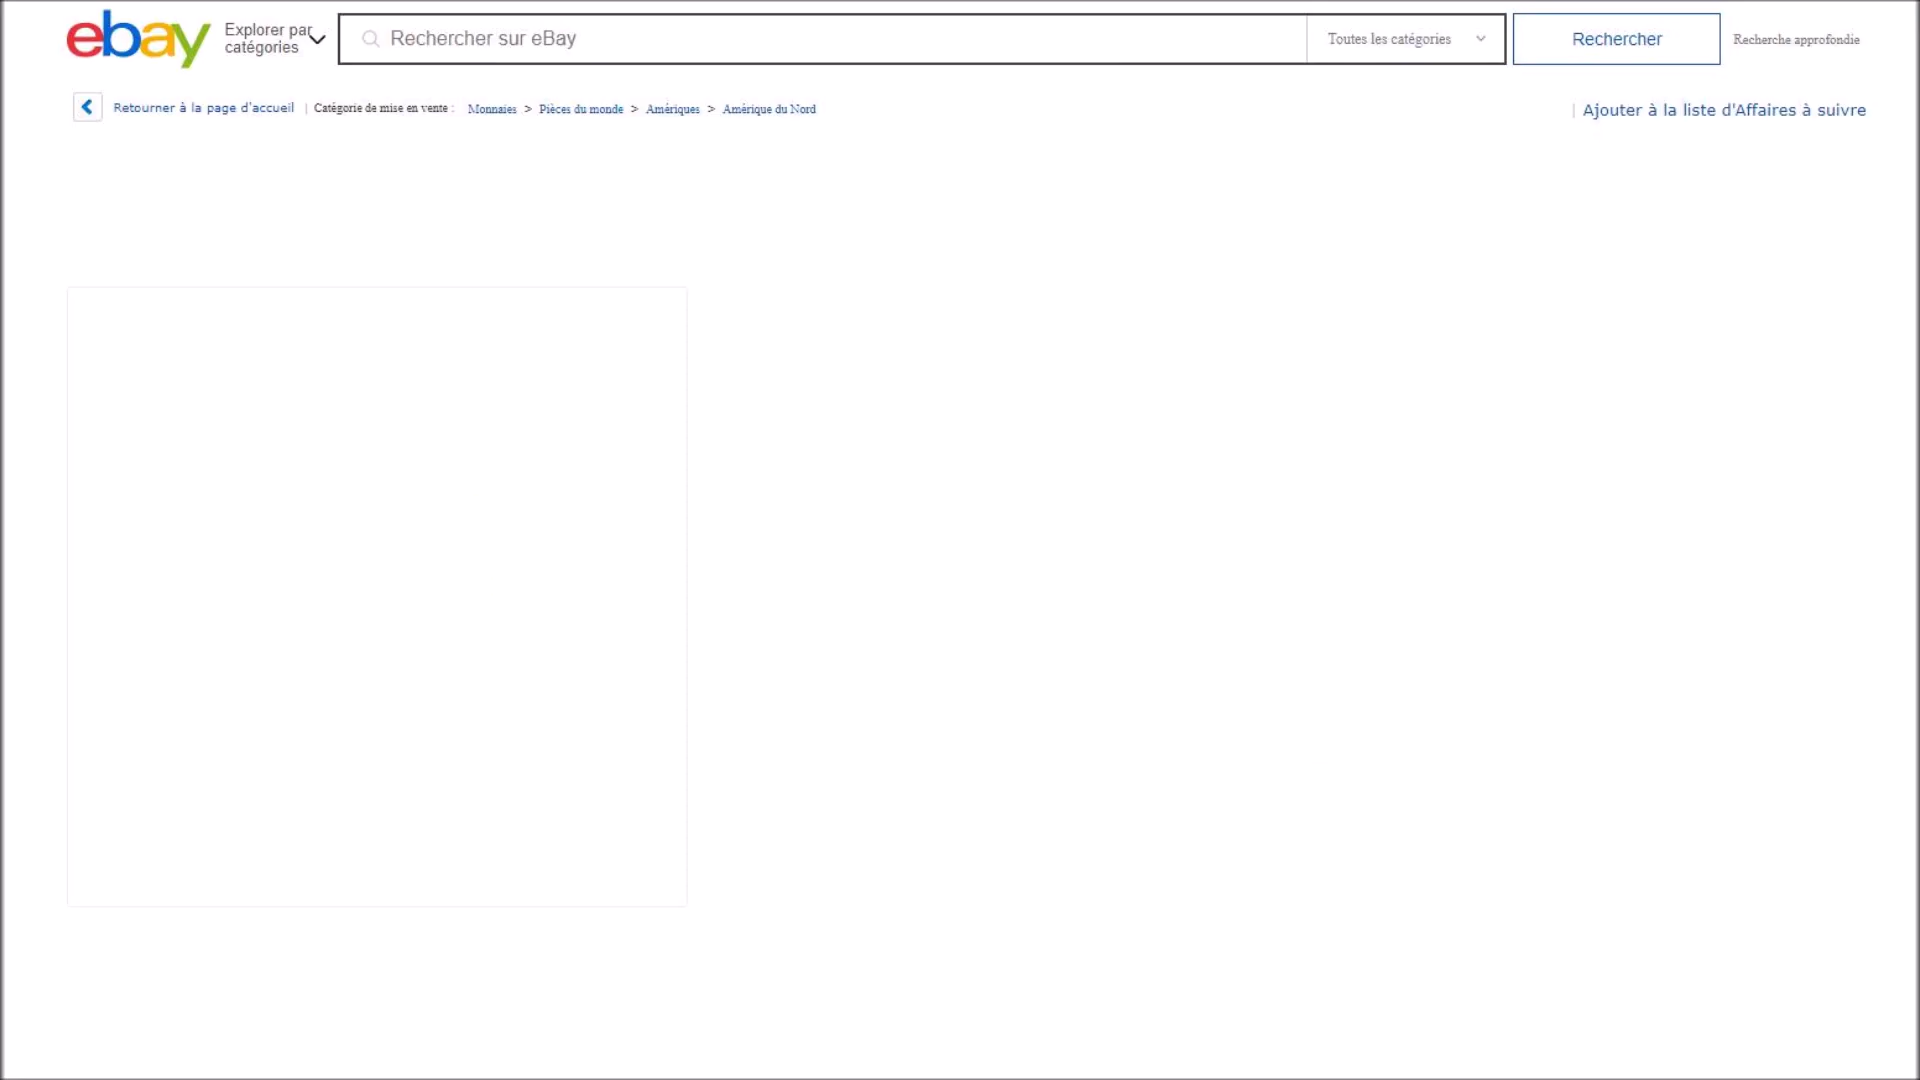 ebay
Explorer par
catégories
Rechercher sur eBay
Toutes les catégories
Rechercher
Recherche approfondie
Retourner à la page d'accueil | Catégorie de mise en vente : Monnaies > Pièces du monde > Amériques > Amérique du Nord
| Ajouter à la liste d'Affaires à suivre